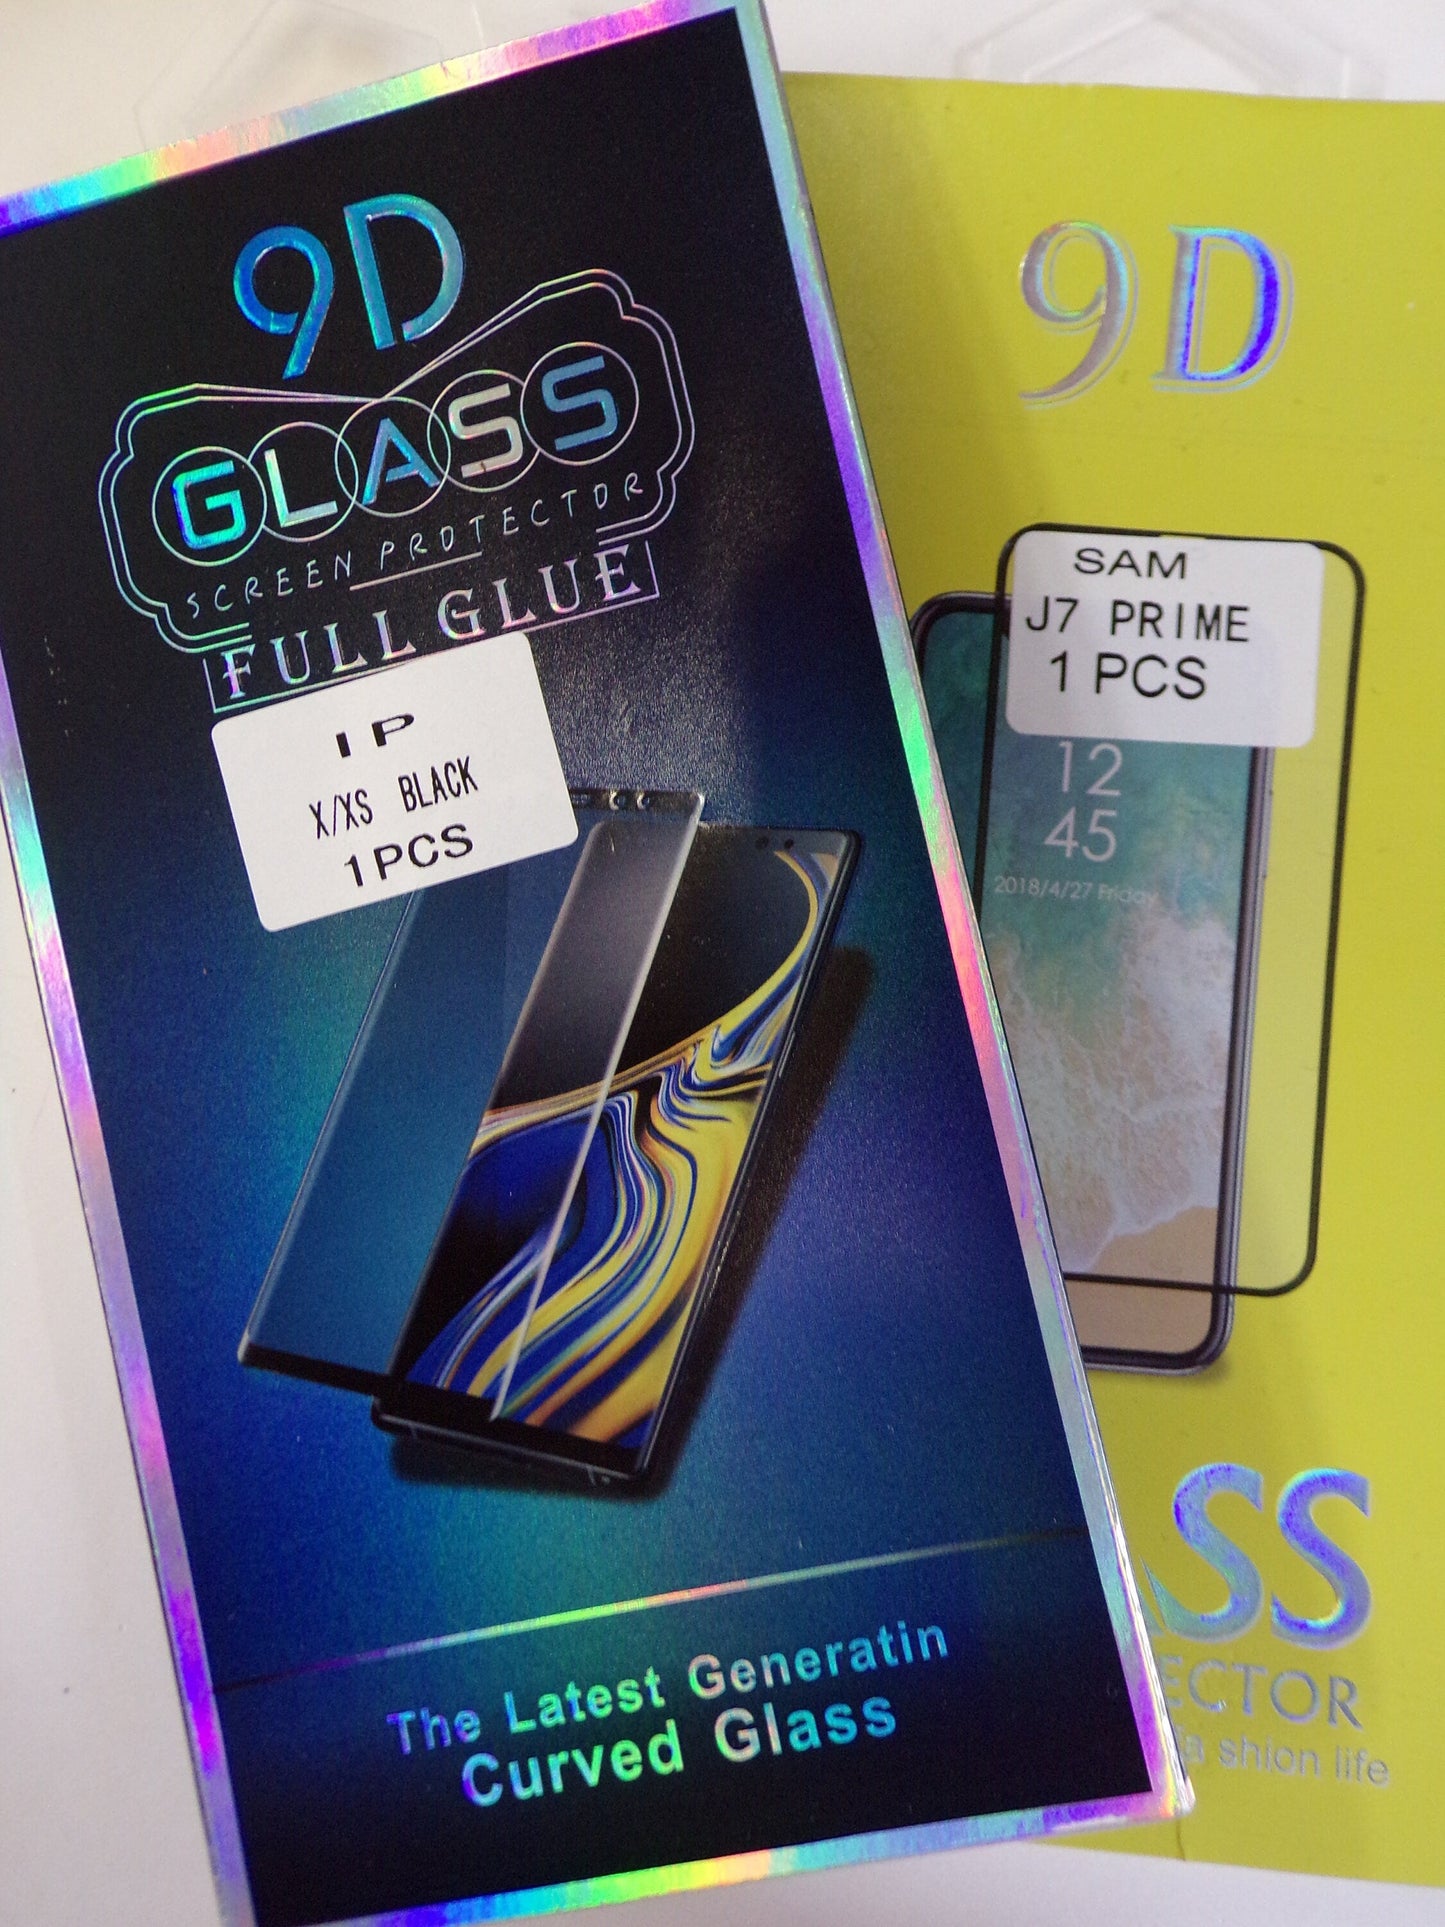 9D
GLASS
SCREEN PROTECTOR
FULL GLUE
IP
X/XS BLACK
1PCS
The Latest Generatin
Curved Glass
9D
SAM
J7 PRIME
1 PCS
12
45
2018/4/27 Friday
ASS
ECTOR
fa shion life